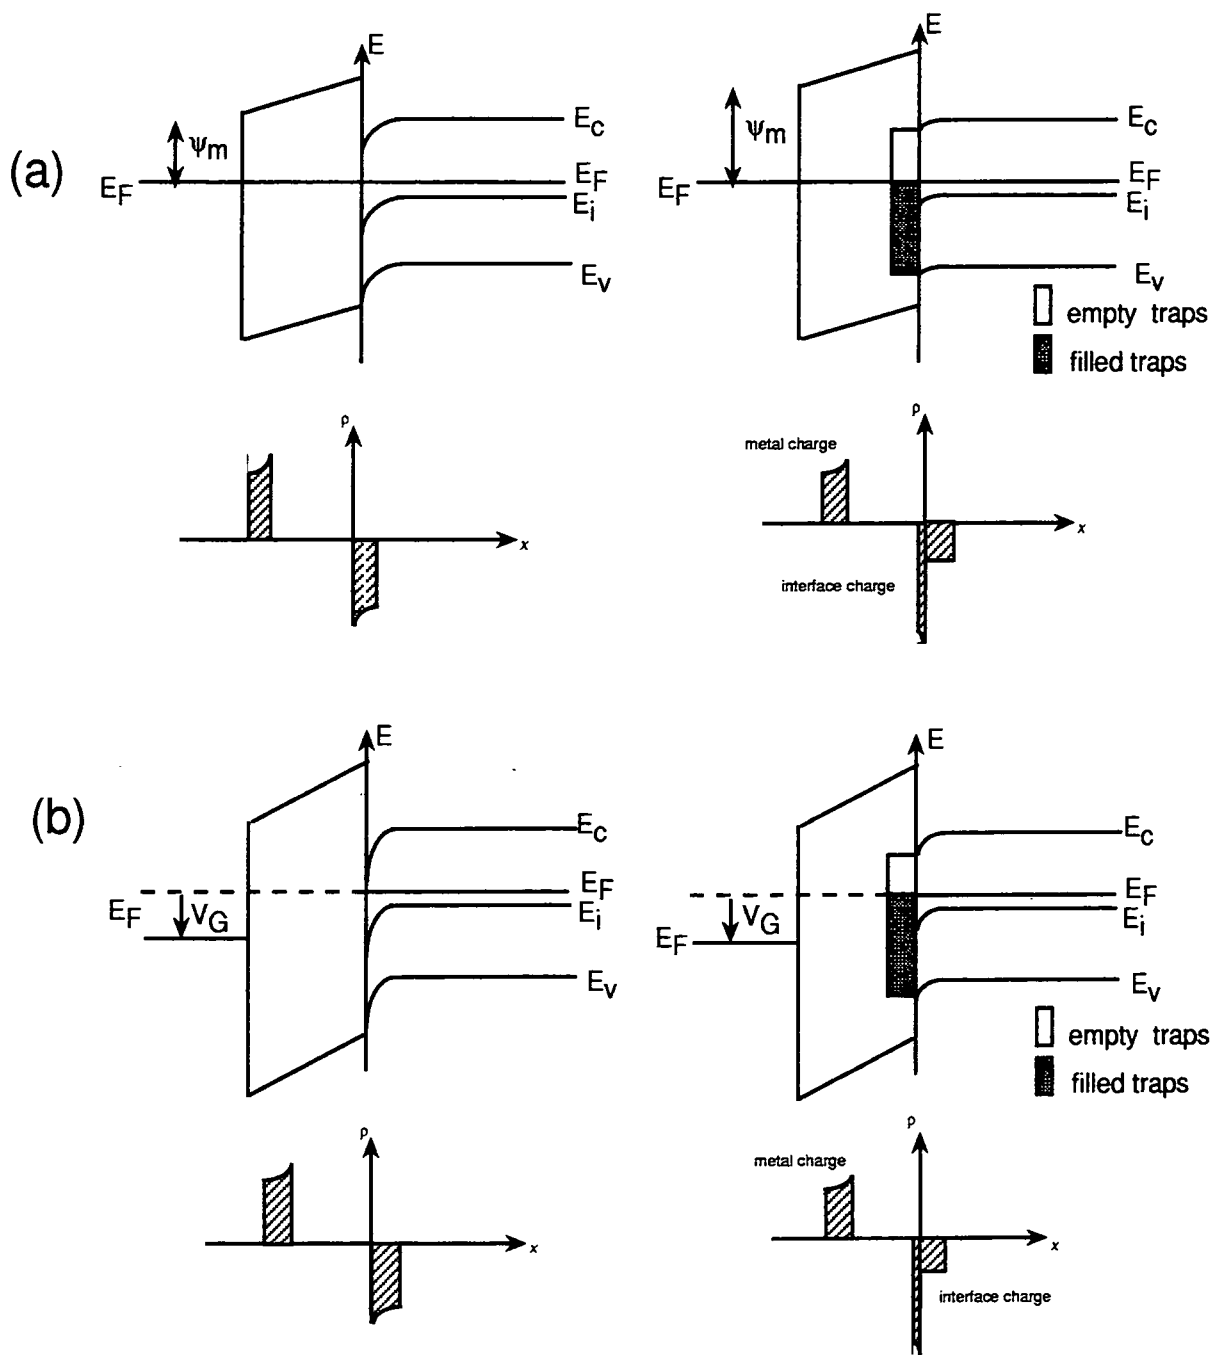 (a)
E
ψm
EF
Ec
EF
Ei
Ev
E
ψm
EF
Ec
EF
Ei
Ev
empty traps
filled traps
ρ
x
ρ
metal charge
x
interface charge
(b)
E
Ec
EF
EF
VG
Ei
Ev
E
Ec
EF
EF
VG
Ei
Ev
empty traps
filled traps
ρ
x
ρ
metal charge
x
interface charge